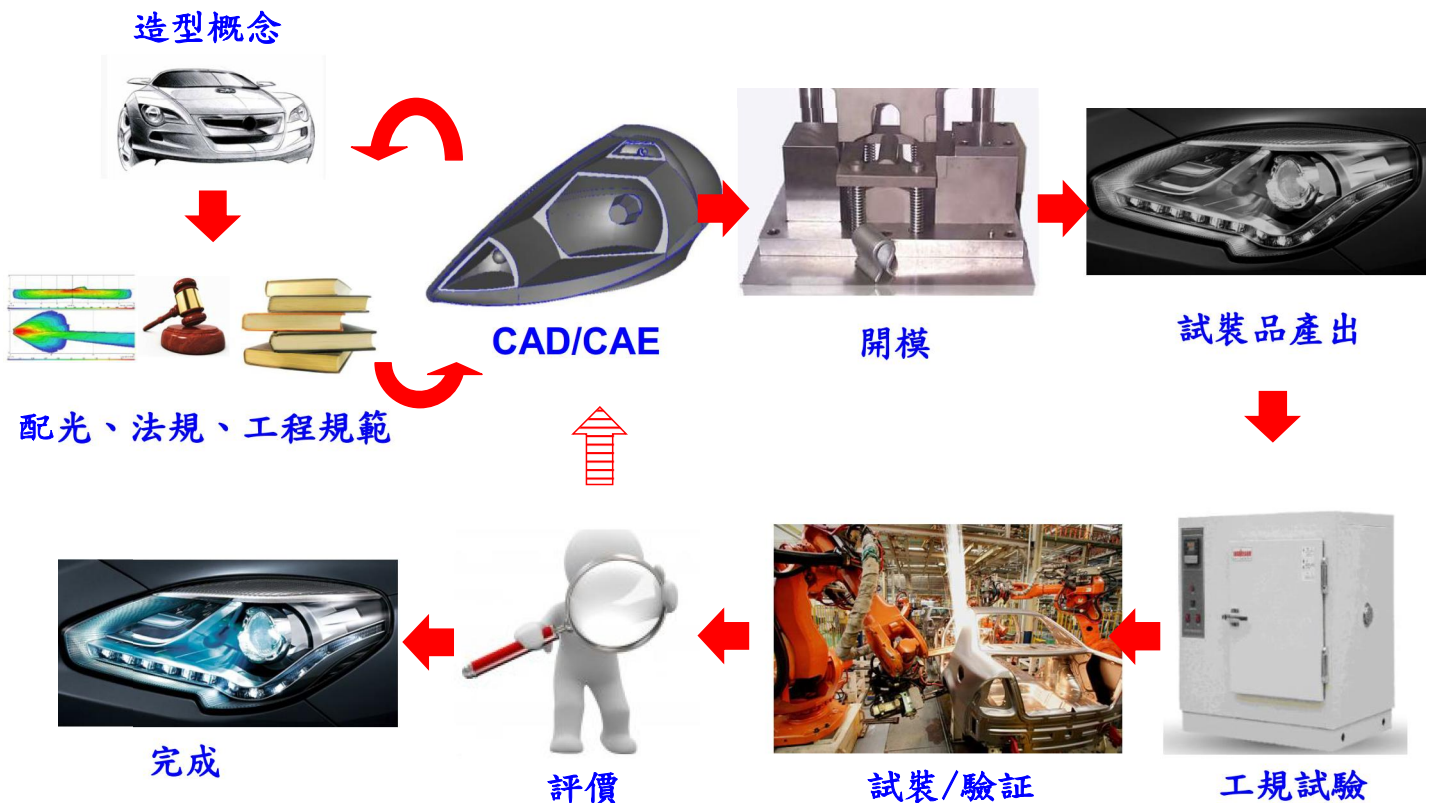 造型概念
CAD/CAE
開模
試裝品產出
配光、法規、工程規範
完成
評價
試裝/驗証
工規試驗